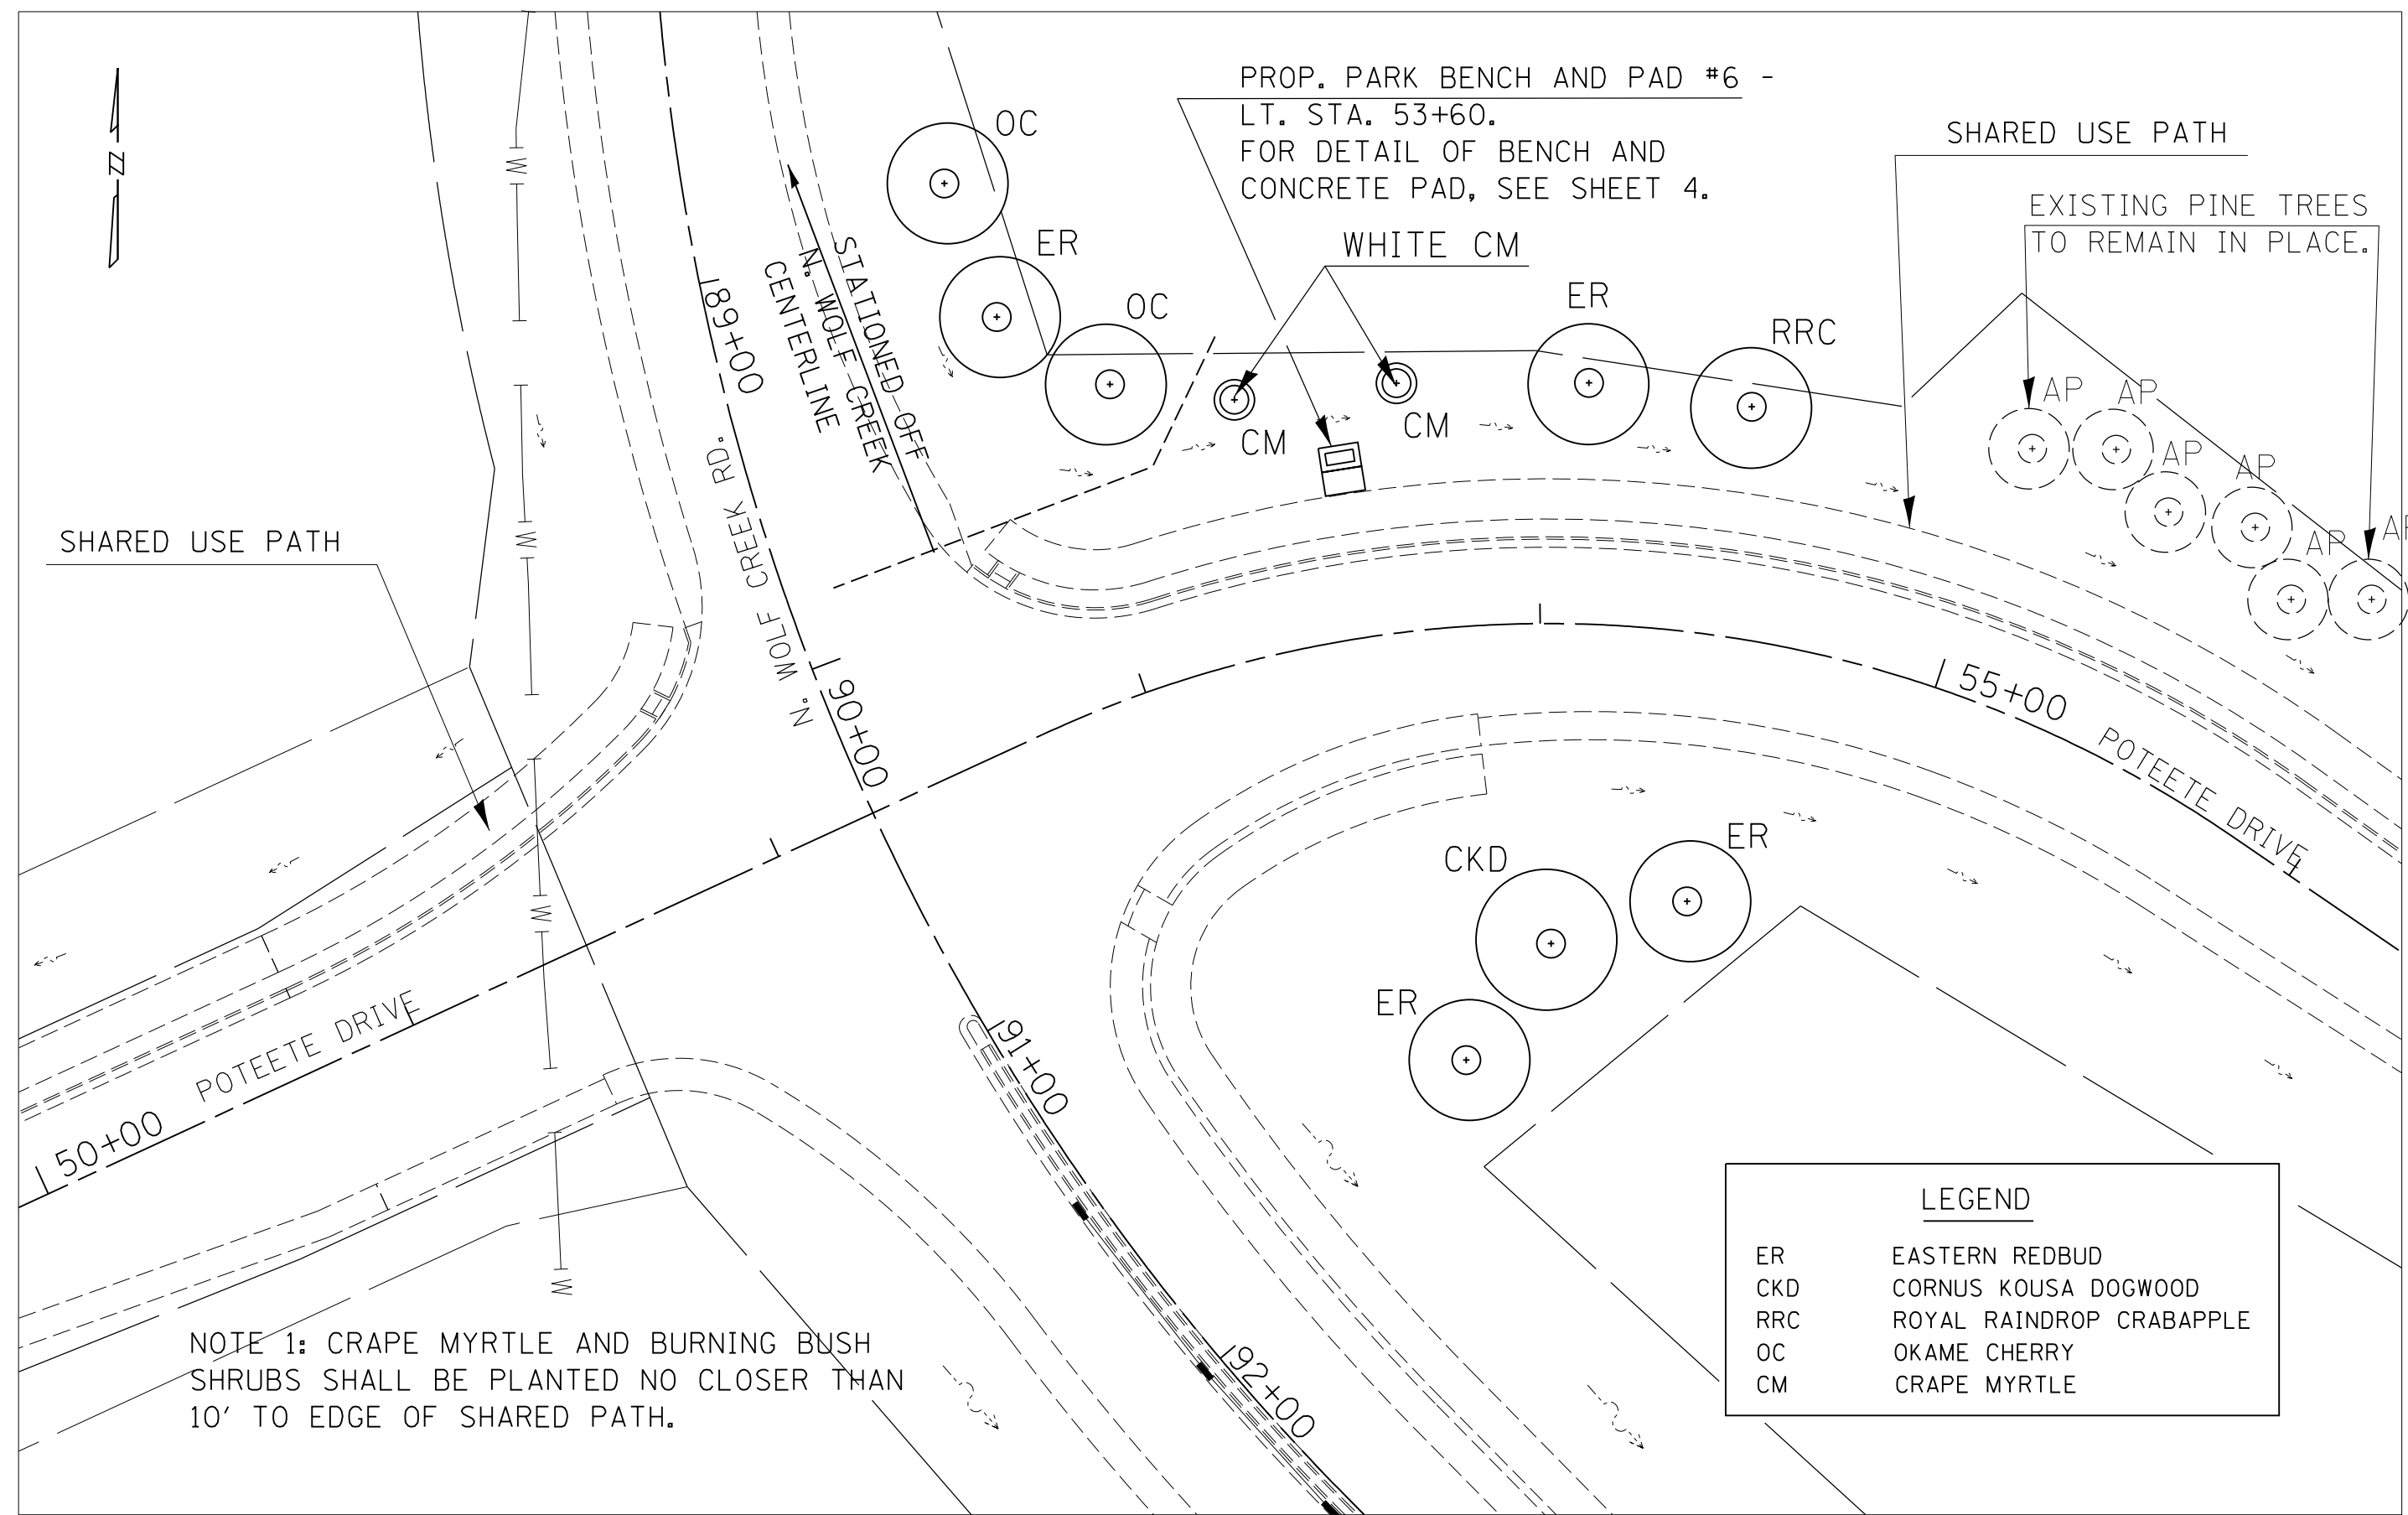 N
PROP. PARK BENCH AND PAD #6 -
LT. STA. 53+60.
FOR DETAIL OF BENCH AND
CONCRETE PAD, SEE SHEET 4.
SHARED USE PATH
EXISTING PINE TREES
TO REMAIN IN PLACE.
WHITE CM
OC
ER
OC
CM
CM
ER
RRC
AP
AP
AP
AP
AP
W
W
W
W
189+00
STATIONED OFF
N. WOLF CREEK
CENTERLINE
N. WOLF CREEK RD.
190+00
SHARED USE PATH
55+00
POTEETE DRIVE
CKD
ER
ER
191+00
POTEETE DRIVE
50+00
192+00
NOTE 1: CRAPE MYRTLE AND BURNING BUSH
SHRUBS SHALL BE PLANTED NO CLOSER THAN
10' TO EDGE OF SHARED PATH.
LEGEND
ER EASTERN REDBUD
CKD CORNUS KOUSA DOGWOOD
RRC ROYAL RAINDROP CRABAPPLE
OC OKAME CHERRY
CM CRAPE MYRTLE